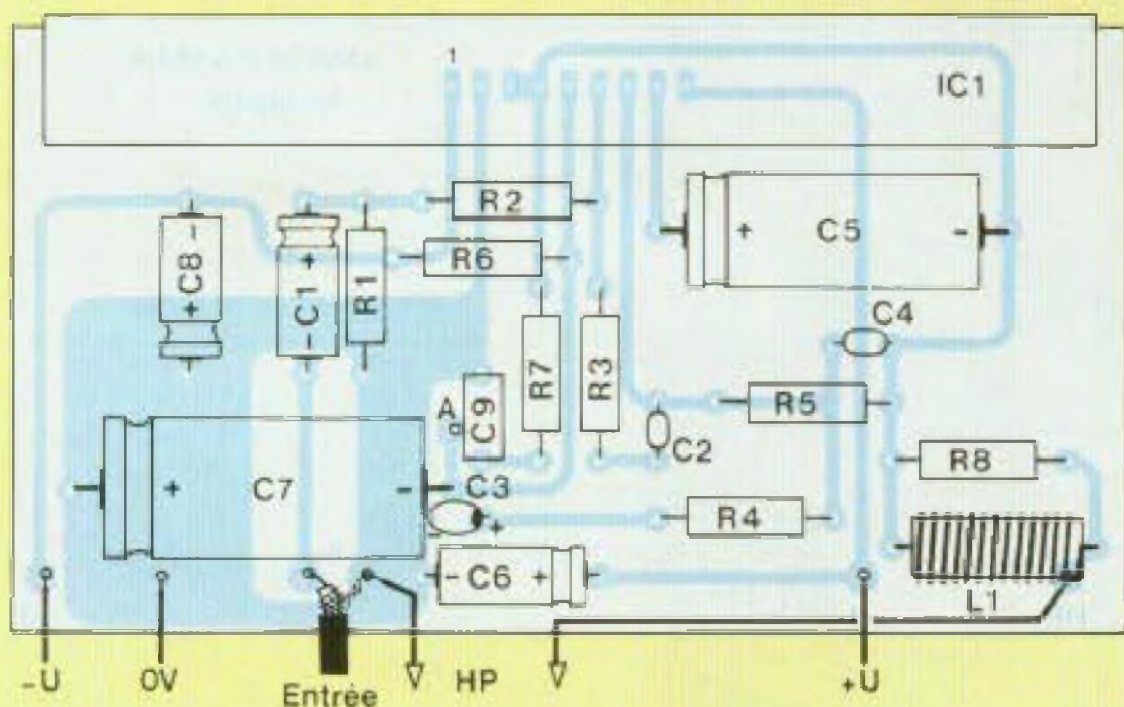 1
IC1
R2
C5
+
-
R6
C8
+
-
C1
+
-
R1
C4
R7
R3
R5
A
C9
C2
R8
C7
+
-
C3
+
R4
C6
-
+
L1
-U
0V
Entrée
HP
+U